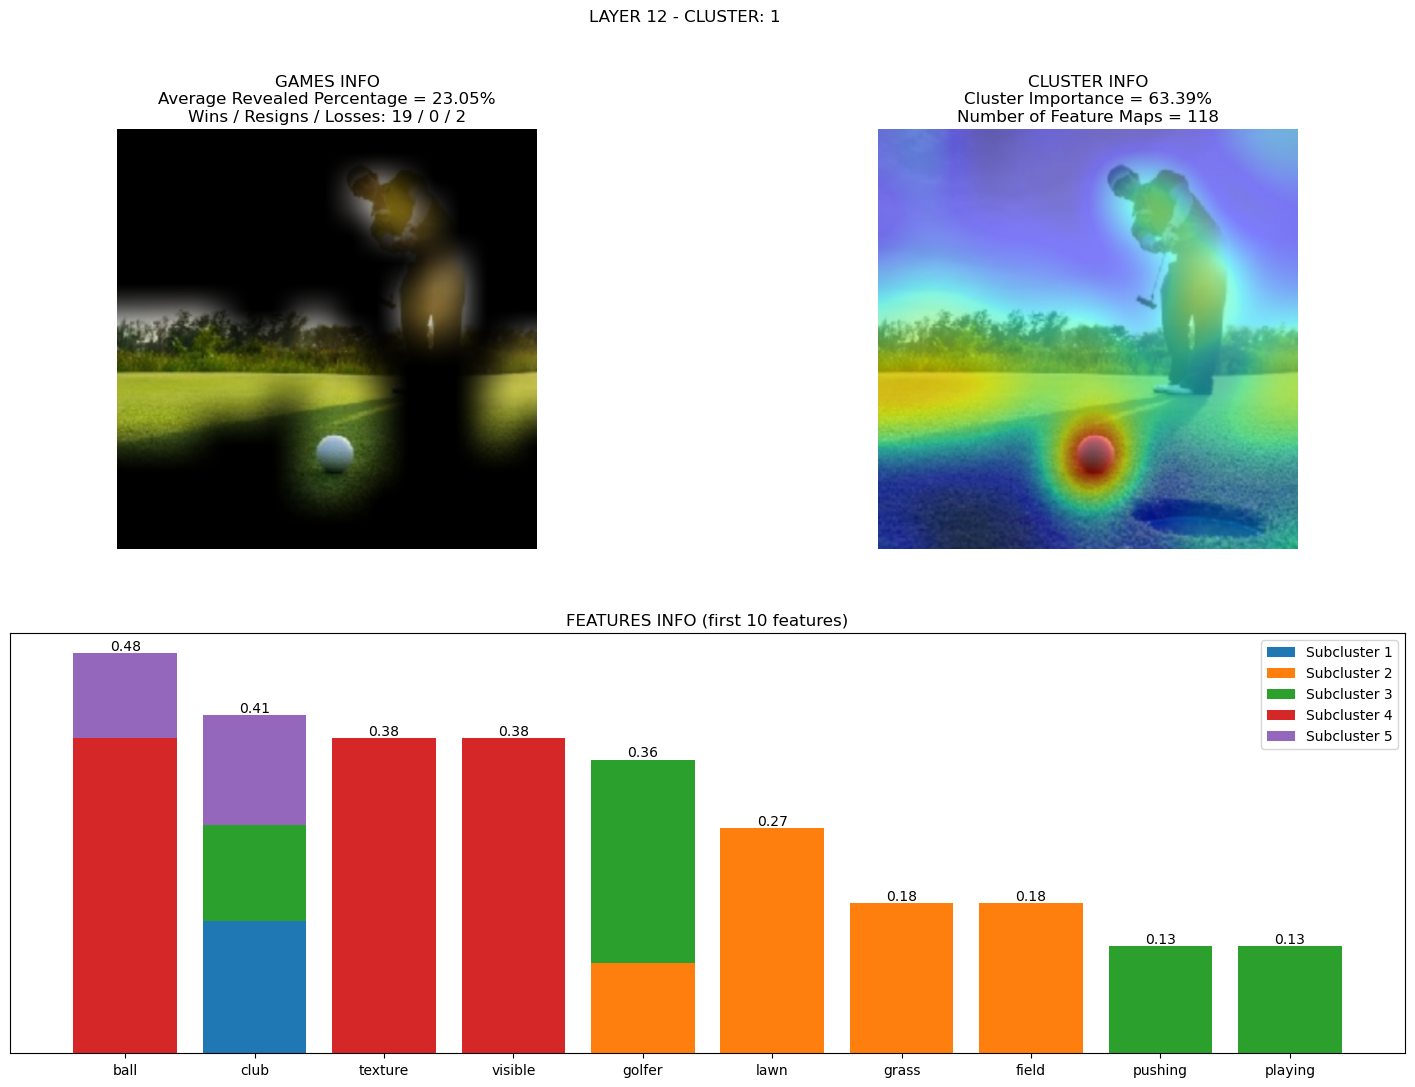 LAYER 12 - CLUSTER: 1
GAMES INFO
Average Revealed Percentage = 23.05%
Wins / Resigns / Losses: 19 / 0 / 2
CLUSTER INFO
Cluster Importance = 63.39%
Number of Feature Maps = 118
FEATURES INFO (first 10 features)
0.48
0.41
0.38
0.38
0.36
0.27
0.18
0.18
0.13
0.13
Subcluster 1
Subcluster 2
Subcluster 3
Subcluster 4
Subcluster 5
ball
club
texture
visible
golfer
lawn
grass
field
pushing
playing